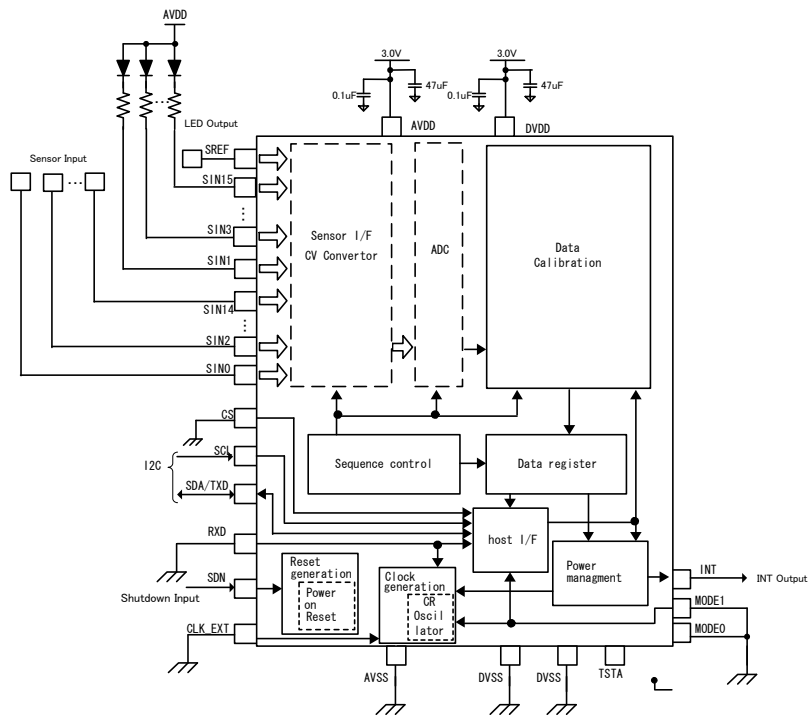 AVDD
3.0V
3.0V
0.1uF
47uF
0.1uF
47uF
LED Output
AVDD
DVDD
SREF
Sensor Input
SIN15
...
SIN3
SIN1
SIN14
SIN2
SIN0
Sensor I/F
CV Convertor
ADC
Data
Calibration
CS
SCL
I2C
SDA/TXD
RXD
SDN
Shutdown Input
CLK_EXT
Sequence control
Data register
host I/F
Power
managment
Reset
generation
Power
on
Reset
Clock
generation
CR
Oscil
lator
INT
INT Output
MODE1
MODE0
AVSS
DVSS
DVSS
TSTA